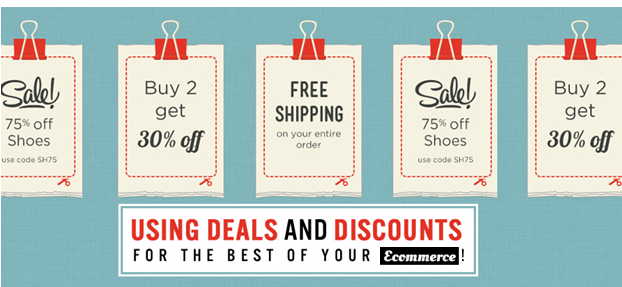 Sale!
75% off
Shoes
use code SH75
Buy 2
get
30% off
FREE
SHIPPING
on your entire
order
Sale!
75% off
Shoes
use code SH75
Buy 2
get
30% off
USING DEALS AND DISCOUNTS
FOR THE BEST OF YOUR Ecommerce!